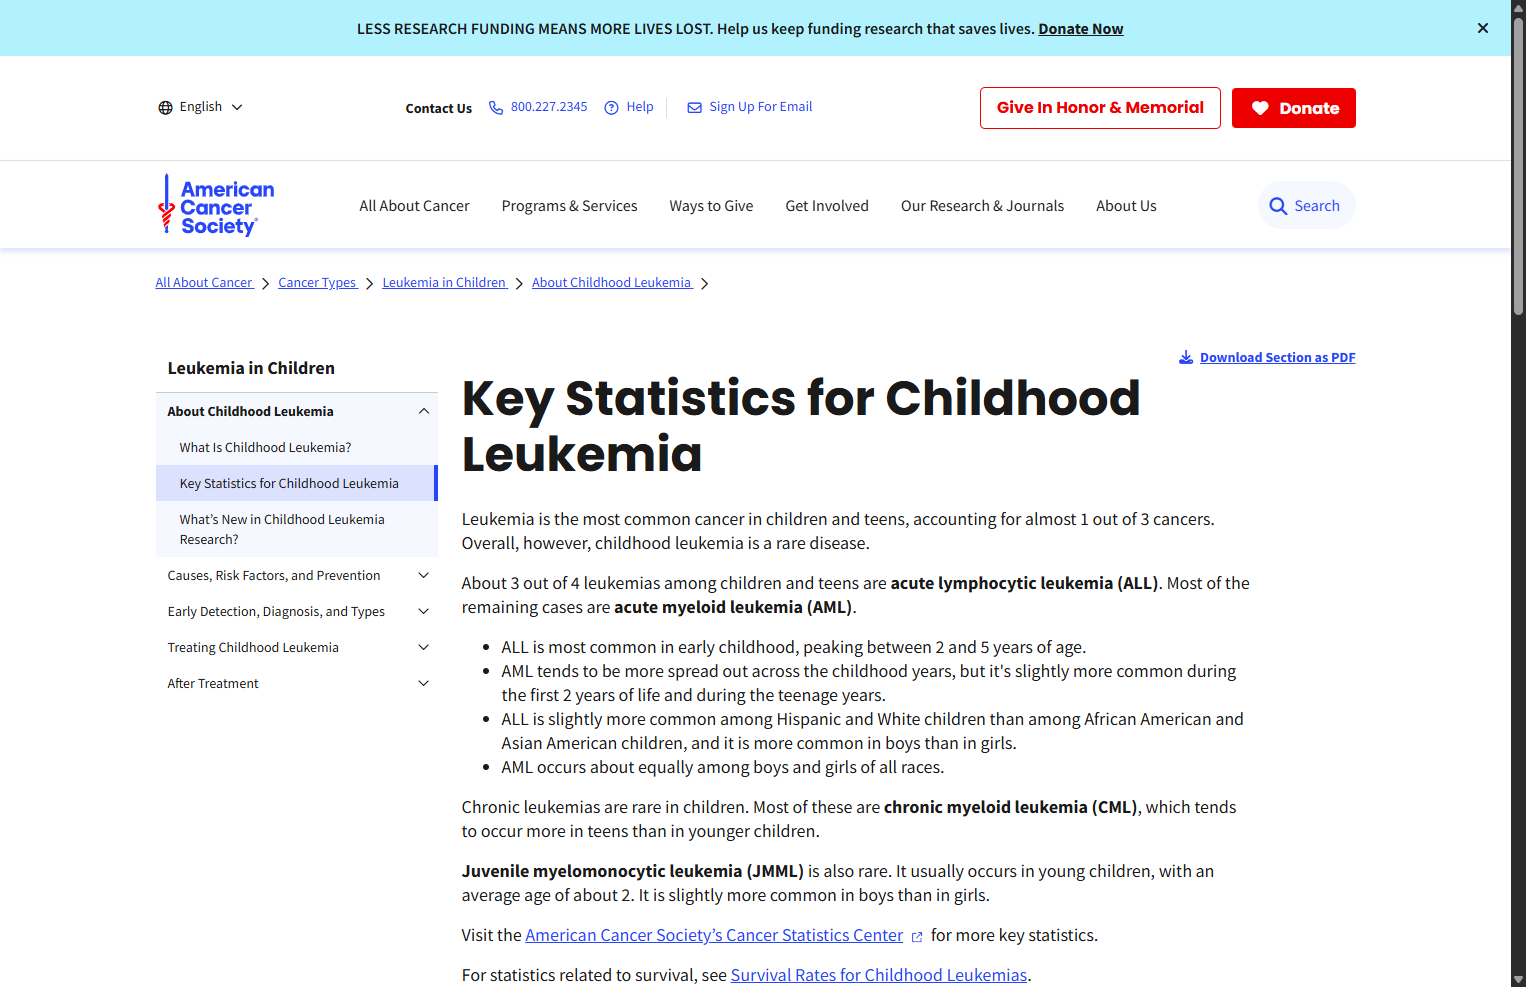 LESS RESEARCH FUNDING MEANS MORE LIVES LOST. Help us keep funding research that saves lives. Donate Now
English
Contact Us
800.227.2345
Help
Sign Up For Email
Give In Honor & Memorial
Donate
American
Cancer
Society®
All About Cancer
Programs & Services
Ways to Give
Get Involved
Our Research & Journals
About Us
Search
All About Cancer
Cancer Types
Leukemia in Children
About Childhood Leukemia
Leukemia in Children
About Childhood Leukemia
What Is Childhood Leukemia?
Key Statistics for Childhood Leukemia
What’s New in Childhood Leukemia
Research?
Causes, Risk Factors, and Prevention
Early Detection, Diagnosis, and Types
Treating Childhood Leukemia
After Treatment
Download Section as PDF
Key Statistics for Childhood
Leukemia
Leukemia is the most common cancer in children and teens, accounting for almost 1 out of 3 cancers.
Overall, however, childhood leukemia is a rare disease.
About 3 out of 4 leukemias among children and teens are acute lymphocytic leukemia (ALL). Most of the
remaining cases are acute myeloid leukemia (AML).
• ALL is most common in early childhood, peaking between 2 and 5 years of age.
• AML tends to be more spread out across the childhood years, but it's slightly more common during
the first 2 years of life and during the teenage years.
• ALL is slightly more common among Hispanic and White children than among African American and
Asian American children, and it is more common in boys than in girls.
• AML occurs about equally among boys and girls of all races.
Chronic leukemias are rare in children. Most of these are chronic myeloid leukemia (CML), which tends
to occur more in teens than in younger children.
Juvenile myelomonocytic leukemia (JMML) is also rare. It usually occurs in young children, with an
average age of about 2. It is slightly more common in boys than in girls.
Visit the American Cancer Society’s Cancer Statistics Center for more key statistics.
For statistics related to survival, see Survival Rates for Childhood Leukemias.